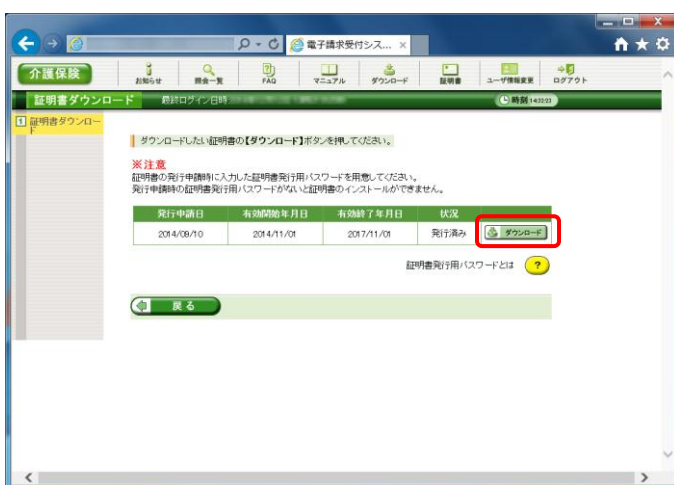 電子請求受付シス... ×
介護保険
お知らせ 照会一覧 FAQ マニュアル ダウンロード 証明書 ユーザ情報変更 ログアウト
証明書ダウンロード 最終ログイン日時 時刻
1 証明書ダウンロー
ド
ダウンロードしたい証明書の【ダウンロード】ボタンを押してください。
※注意
証明書の発行申請時に入力した証明書発行用パスワードを用意してください。
発行申請時の証明書発行用パスワードがないと証明書のインストールができません。
発行申請日 有効開始年月日 有効終了年月日 状況
2014/09/10 2014/11/01 2017/11/01 発行済み ダウンロード
証明書発行用パスワードとは ?
戻る